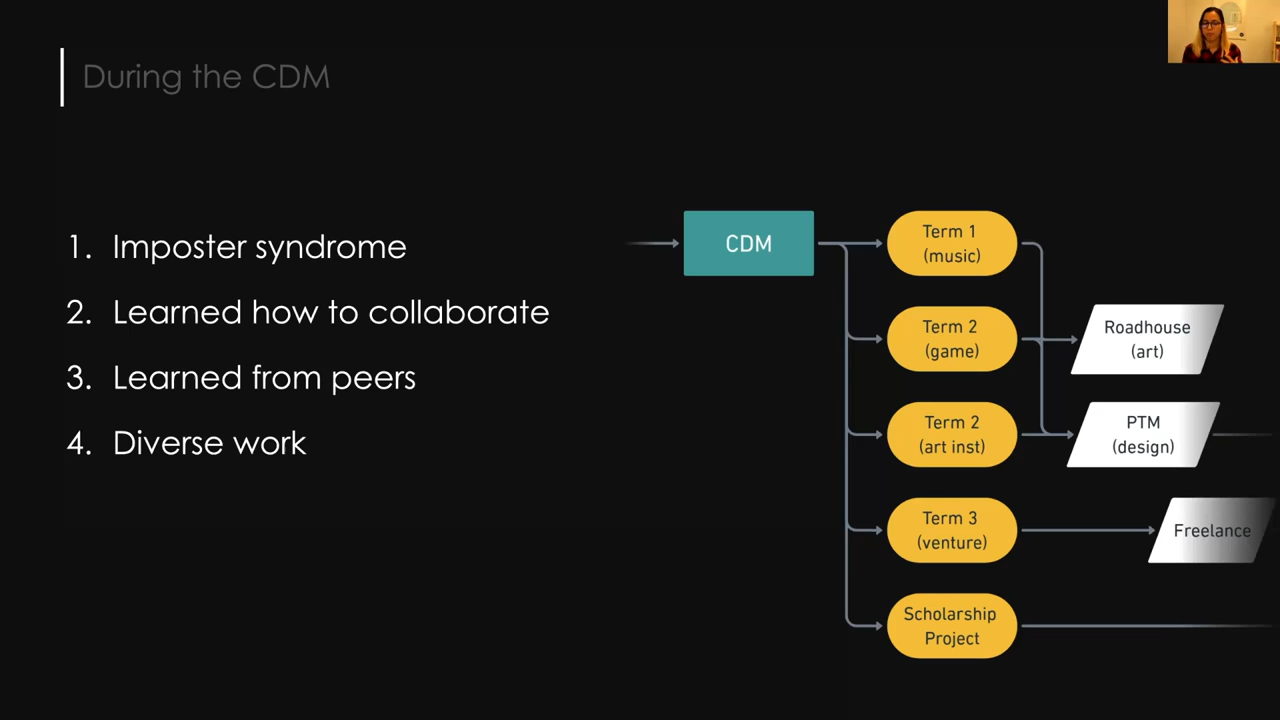 During the CDM
1. Imposter syndrome
2. Learned how to collaborate
3. Learned from peers
4. Diverse work
CDM
Term 1
(music)
Term 2
(game)
Roadhouse
(art)
Term 2
(art inst)
PTM
(design)
Term 3
(venture)
Freelance
Scholarship
Project